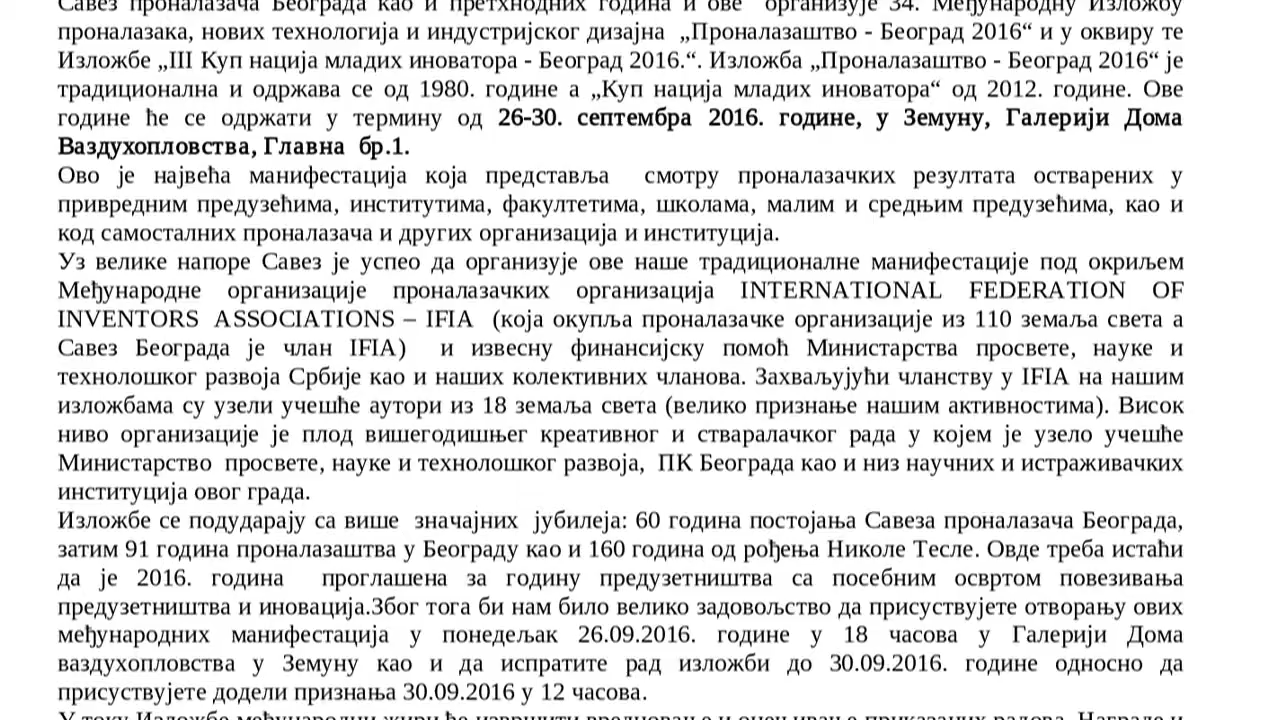 Савез проналазача Београда као и претходних година и ове организује 34. Међународну Изложбу
проналазака, нових технологија и индустријског дизајна „Проналазаштво - Београд 2016“ и у оквиру те
Изложбе „III Куп нација младих иноватора - Београд 2016.“. Изложба „Проналазаштво - Београд 2016“ је
традиционална и одржава се од 1980. године а „Куп нација младих иноватора“ од 2012. године. Ове
године ће се одржати у термину од 26-30. септембра 2016. године, у Земуну, Галерији Дома
Ваздухопловства, Главна бр.1.
Ово је највећа манифестација која представља смотру проналазачких резултата остварених у
привредним предузећима, институтима, факултетима, школама, малим и средњим предузећима, као и
код самосталних проналазача и других организација и институција.
Уз велике напоре Савез је успео да организује ове наше традиционалне манифестације под окриљем
Међународне организације проналазачких организација INTERNATIONAL FEDERATION OF
INVENTORS ASSOCIATIONS – IFIA (која окупља проналазачке организације из 110 земаља света а
Савез Београда је члан IFIA) и извесну финансијску помоћ Министарства просвете, науке и
технолошког развоја Србије као и наших колективних чланова. Захваљујући чланству у IFIA на нашим
изложбама су узели учешће аутори из 18 земаља света (велико признање нашим активностима). Висок
ниво организације је плод вишегодишњег креативног и стваралачког рада у којем је узело учешће
Министарство просвете, науке и технолошког развоја, ПК Београда као и низ научних и истраживачких
институција овог града.
Изложбе се подударају са више значајних јубилеја: 60 година постојања Савеза проналазача Београда,
затим 91 година проналазаштва у Београду као и 160 година од рођења Николе Тесле. Овде треба истаћи
да је 2016. година проглашена за годину предузетништва са посебним освртом повезивања
предузетништва и иновација.Због тога би нам било велико задовољство да присуствујете отворању ових
међународних манифестација у понедељак 26.09.2016. године у 18 часова у Галерији Дома
ваздухопловства у Земуну као и да испратите рад изложби до 30.09.2016. године односно да
присуствујете додели признања 30.09.2016 у 12 часова.
У току Изложбе међународни жири ће извршити вредновање и оцењивање приказаних радова. Награде и